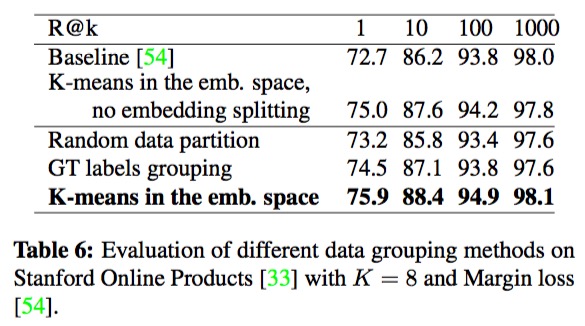 R@k 1 10 100 1000
Baseline [54] 72.7 86.2 93.8 98.0
K-means in the emb. space,
no embedding splitting 75.0 87.6 94.2 97.8
Random data partition 73.2 85.8 93.4 97.6
GT labels grouping 74.5 87.1 93.8 97.6
K-means in the emb. space 75.9 88.4 94.9 98.1
Table 6: Evaluation of different data grouping methods on
Stanford Online Products [33] with K = 8 and Margin loss
[54].